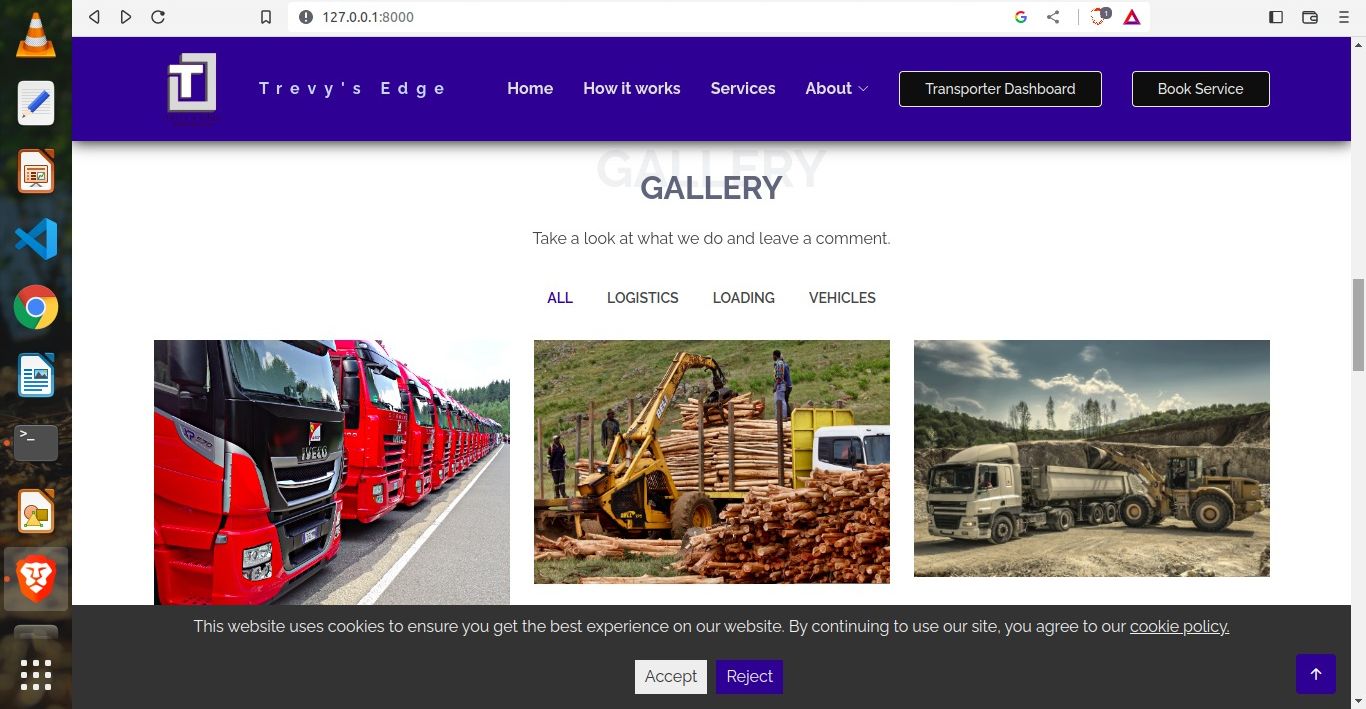 127.0.0.1:8000
1
T
Trevy's Edge
Home
How it works
Services
About
Transporter Dashboard
Book Service
GALLERY
GALLERY
Take a look at what we do and leave a comment.
ALL
LOGISTICS
LOADING
VEHICLES
IVECO
BELL
This website uses cookies to ensure you get the best experience on our website. By continuing to use our site, you agree to our cookie policy.
Accept
Reject
>_